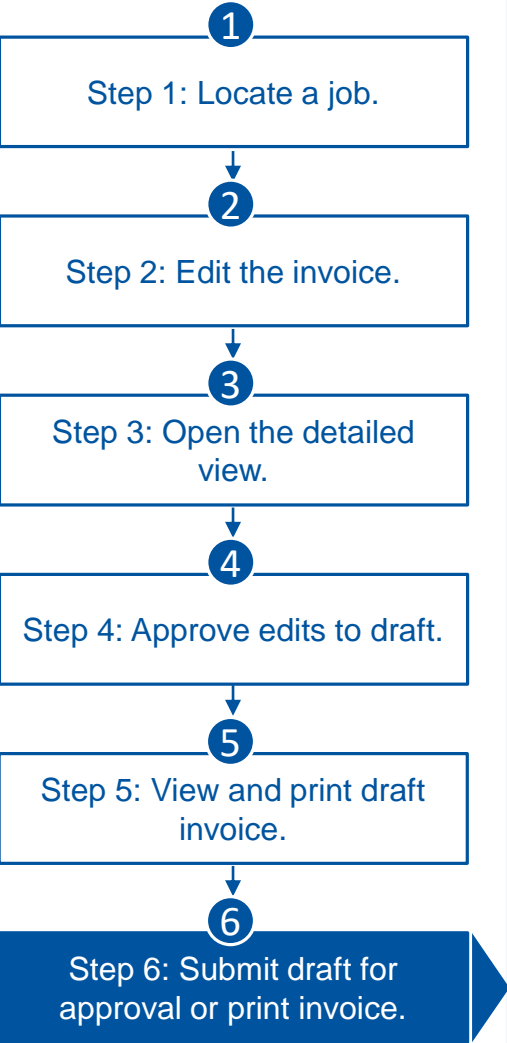 1
Step 1: Locate a job.
2
Step 2: Edit the invoice.
3
Step 3: Open the detailed
view.
4
Step 4: Approve edits to draft.
5
Step 5: View and print draft
invoice.
6
Step 6: Submit draft for
approval or print invoice.